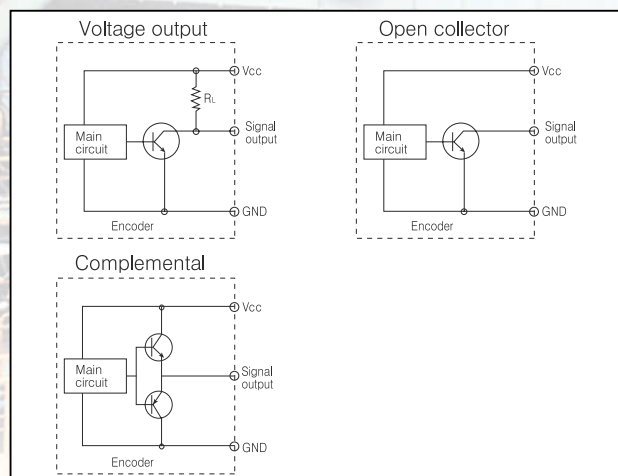 Voltage output
Vcc
RL
Main
circuit
Signal
output
GND
Encoder
Open collector
Vcc
Main
circuit
Signal
output
GND
Encoder
Complemental
Vcc
Main
circuit
Signal
output
GND
Encoder